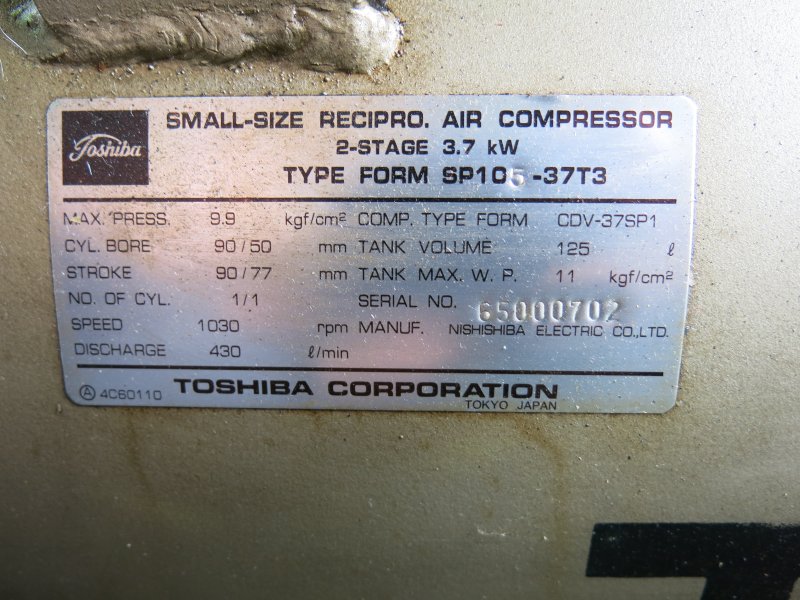 Toshiba
SMALL-SIZE RECIPRO. AIR COMPRESSOR
2-STAGE 3.7 kW
TYPE FORM SP105-37T3
MAX. PRESS. 9.9 kgf/cm² COMP. TYPE FORM CDV-37SP1
CYL. BORE 90/50 mm TANK VOLUME 125 ℓ
STROKE 90/77 mm TANK MAX. W. P. 11 kgf/cm²
NO. OF CYL. 1/1 SERIAL NO. 65000702
SPEED 1030 rpm MANUF. NISHISHIBA ELECTRIC CO., LTD.
DISCHARGE 430 ℓ/min
Ⓐ 4C60110 TOSHIBA CORPORATION
TOKYO JAPAN